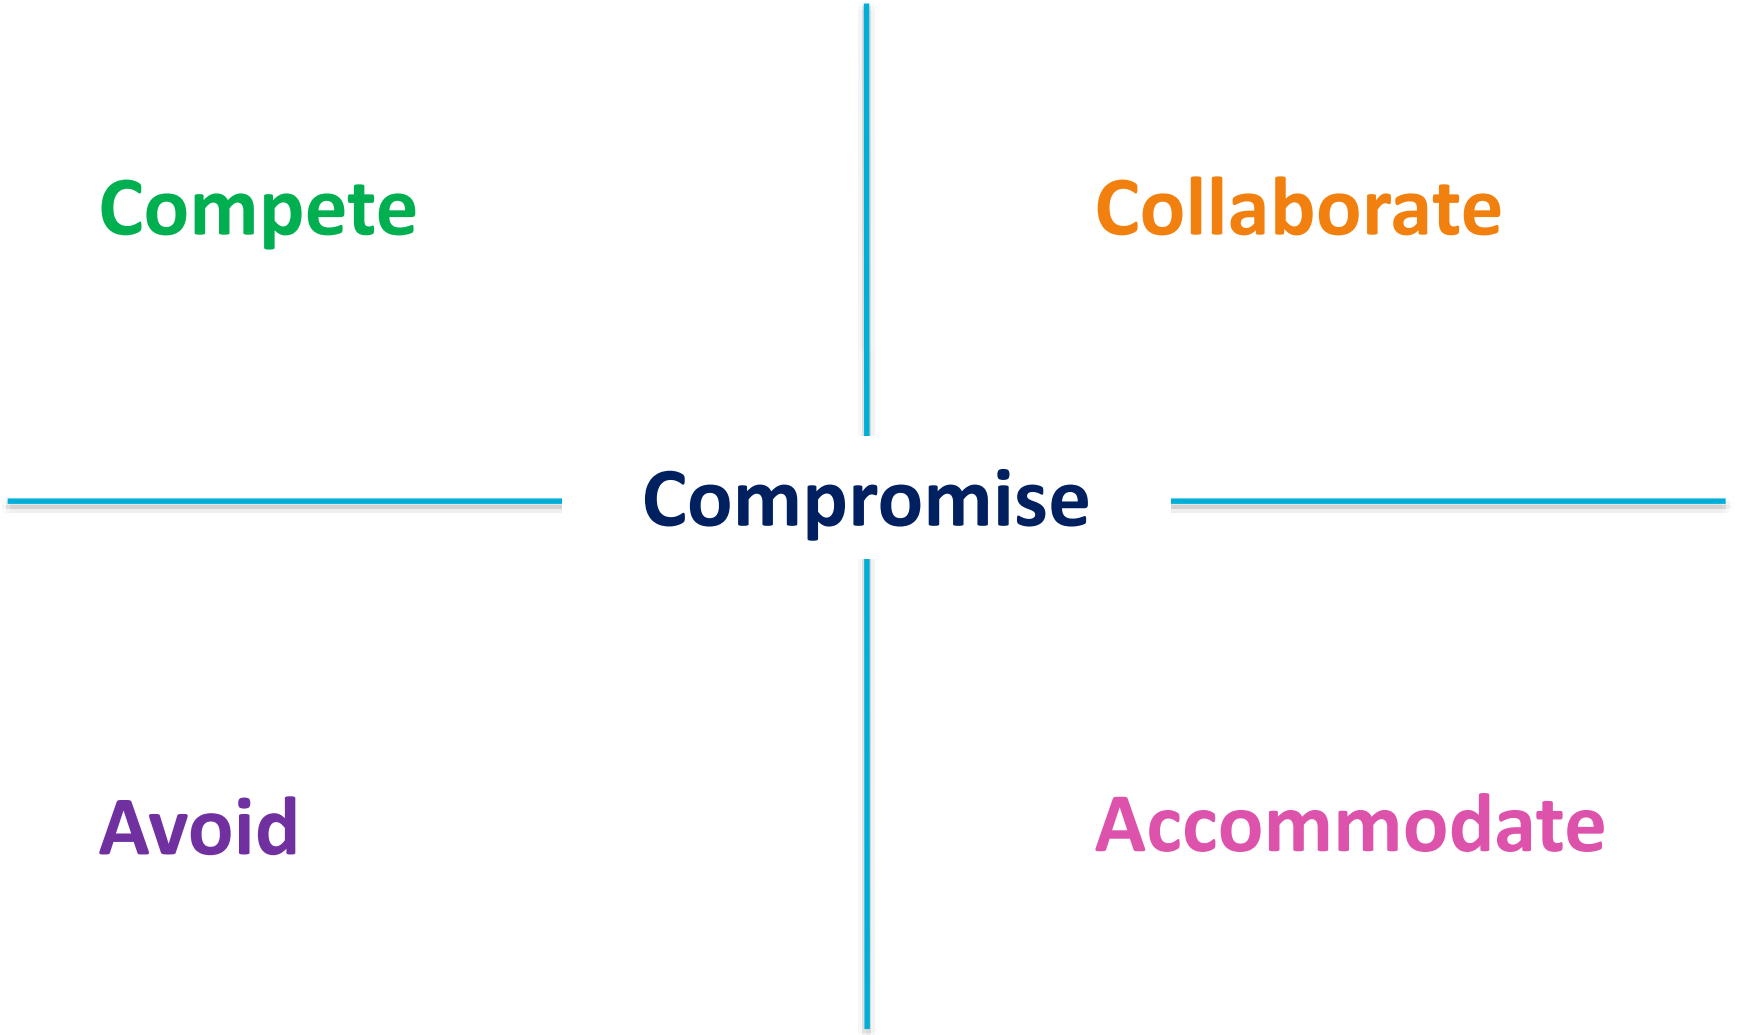 Compete
Collaborate
Compromise
Avoid
Accommodate